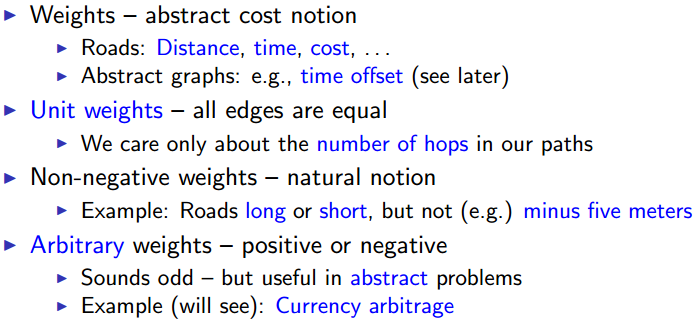 ▶ Weights – abstract cost notion
▶ Roads: Distance, time, cost, . . .
▶ Abstract graphs: e.g., time offset (see later)
▶ Unit weights – all edges are equal
▶ We care only about the number of hops in our paths
▶ Non-negative weights – natural notion
▶ Example: Roads long or short, but not (e.g.) minus five meters
▶ Arbitrary weights – positive or negative
▶ Sounds odd – but useful in abstract problems
▶ Example (will see): Currency arbitrage